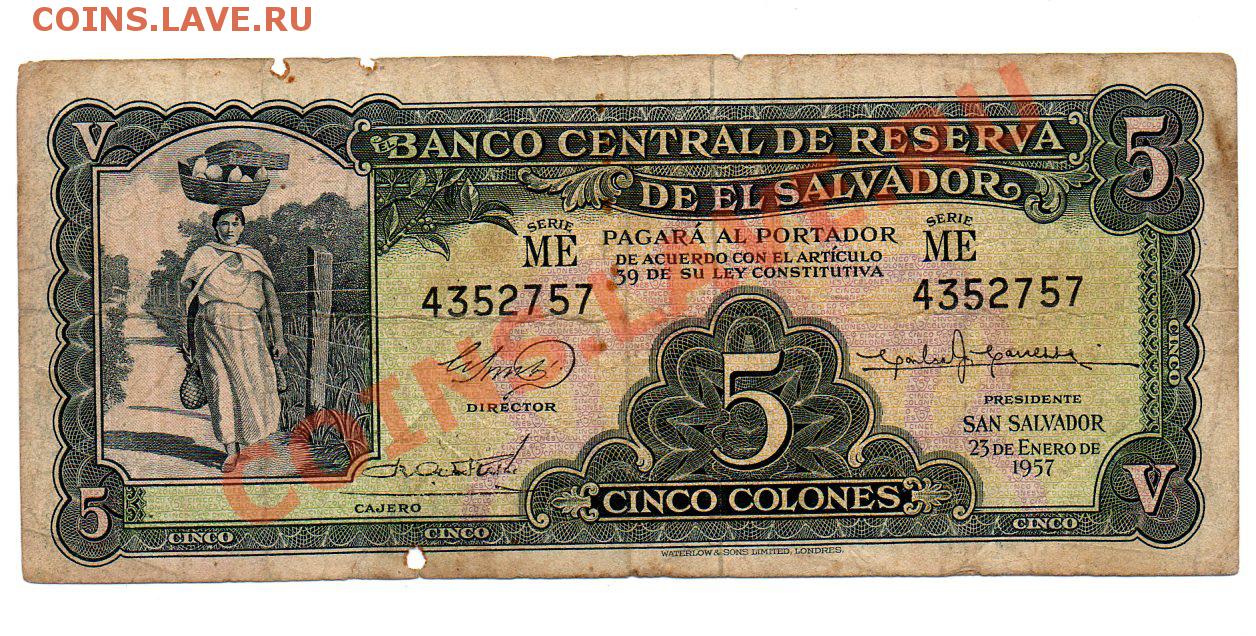 COINS.LAVE.RU
V
EL BANCO CENTRAL DE RESERVA
DE EL SALVADOR
5
SERIE
ME
PAGARÁ AL PORTADOR
DE ACUERDO CON EL ARTÍCULO
39 DE SU LEY CONSTITUTIVA
SERIE
ME
4352757
4352757
5
DIRECTOR
PRESIDENTE
SAN SALVADOR
23 DE ENERO DE
1957
CINCO
CAJERO
CINCO COLONES
5
V
CINCO
CINCO
CINCO
WATERLOW & SONS LIMITED, LONDRES.
COINS.LAVE.RU